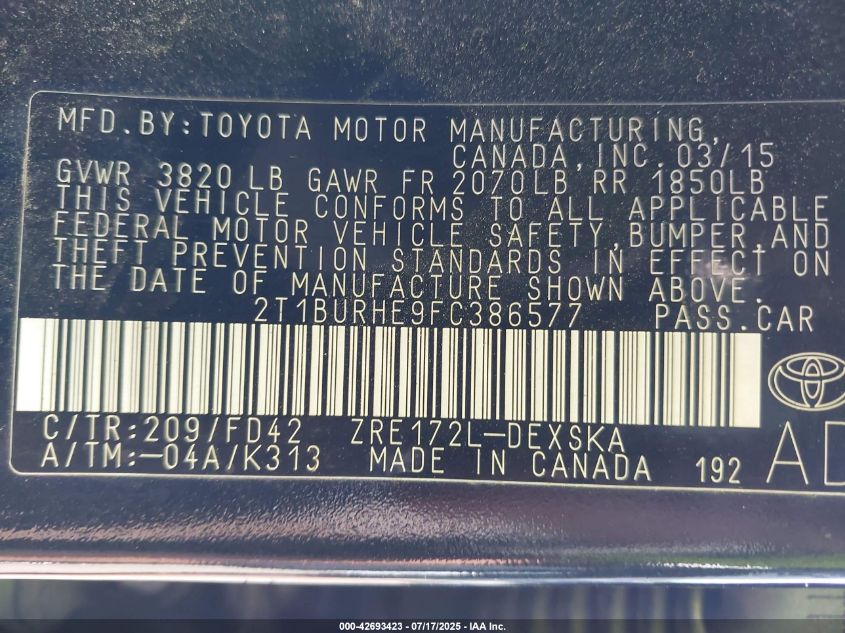 MFD.BY:TOYOTA MOTOR MANUFACTURING,
CANADA,INC. 03/15
GVWR 3820 LB GAWR FR 2070LB RR 1850LB
THIS VEHICLE CONFORMS TO ALL APPLICABLE
FEDERAL MOTOR VEHICLE SAFETY,BUMPER,AND
THEFT PREVENTION STANDARDS IN EFFECT ON
THE DATE OF MANUFACTURE SHOWN ABOVE.
2T1BURHE9FC386577 PASS.CAR
C/TR:209/FD42 ZRE172L-DEXSKA
A/TM:-04A/K313 MADE IN CANADA 192 AD
000-42693423 - 07/17/2025 - IAA Inc.